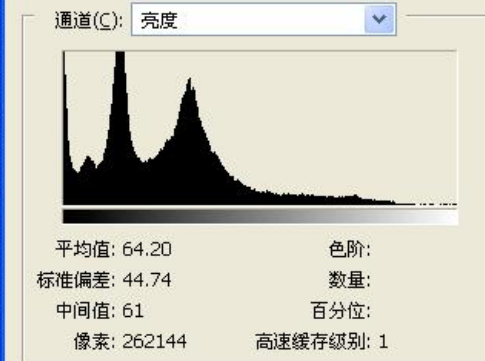 通道(C): 亮度
平均值: 64.20 色阶:
标准偏差: 44.74 数量:
中间值: 61 百分位:
像素: 262144 高速缓存级别: 1